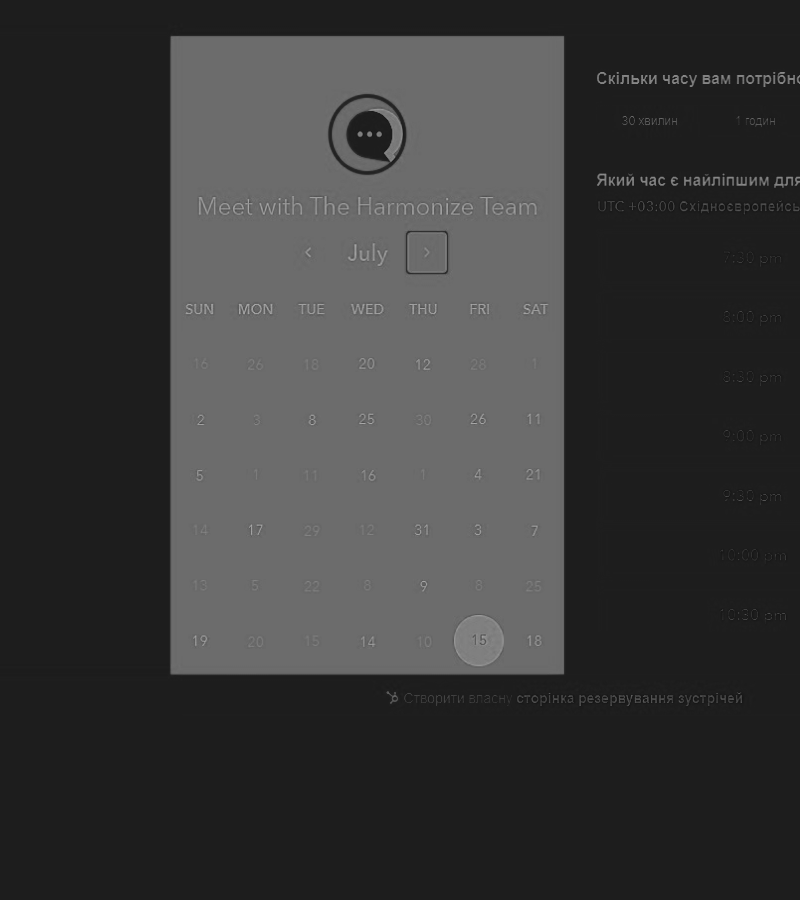 Meet with The Harmonize Team
July
SUN MON TUE WED THU FRI SAT
16 26 18 20 12 28 1
2 3 8 25 30 26 11
5 1 11 16 1 4 21
14 17 29 12 31 3 7
13 5 22 8 9 8 25
19 20 15 14 10 15 18
Скільки часу вам потрібно
30 хвилин 1 годин
Який час є найліпшим для
UTC +03:00 Східноєвропейсь
7:30 pm
8:00 pm
8:30 pm
9:00 pm
9:30 pm
10:00 pm
10:30 pm
Створити власну сторінка резервування зустрічей